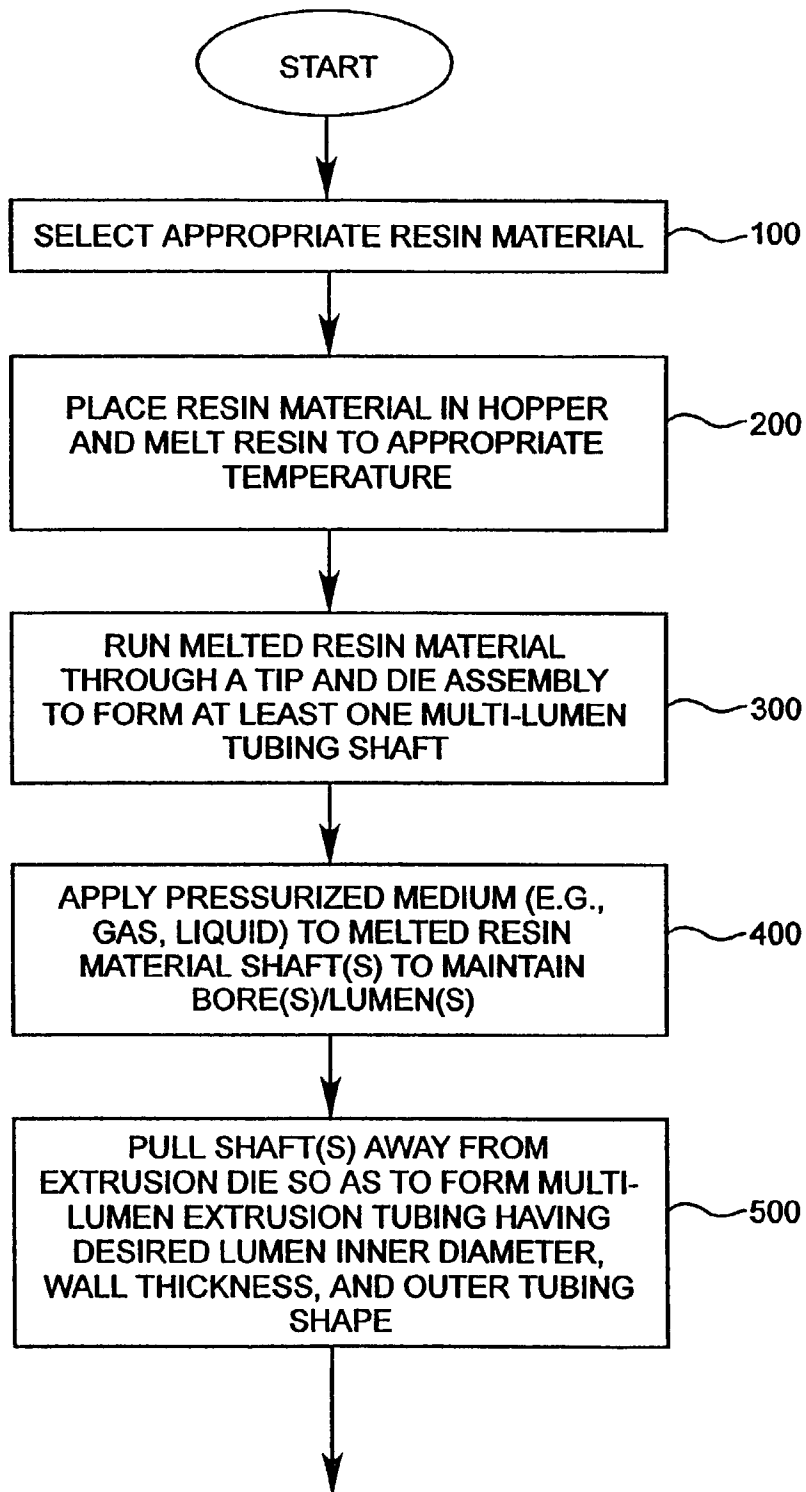 START
SELECT APPROPRIATE RESIN MATERIAL
100
PLACE RESIN MATERIAL IN HOPPER
AND MELT RESIN TO APPROPRIATE
TEMPERATURE
200
RUN MELTED RESIN MATERIAL
THROUGH A TIP AND DIE ASSEMBLY
TO FORM AT LEAST ONE MULTI-LUMEN
TUBING SHAFT
300
APPLY PRESSURIZED MEDIUM (E.G.,
GAS, LIQUID) TO MELTED RESIN
MATERIAL SHAFT(S) TO MAINTAIN
BORE(S)/LUMEN(S)
400
PULL SHAFT(S) AWAY FROM
EXTRUSION DIE SO AS TO FORM MULTI-
LUMEN EXTRUSION TUBING HAVING
DESIRED LUMEN INNER DIAMETER,
WALL THICKNESS, AND OUTER TUBING
SHAPE
500